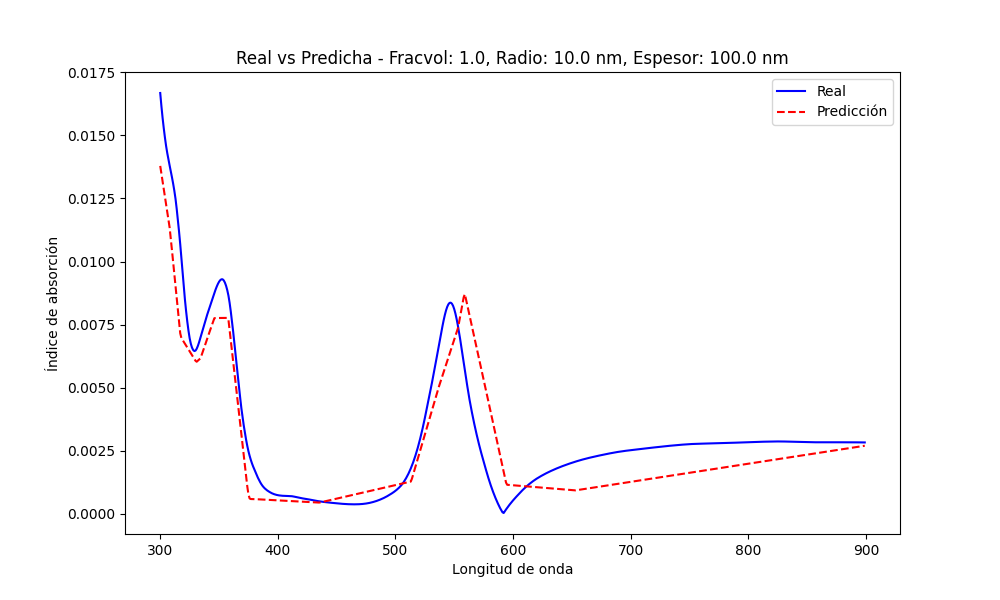 Real vs Predicha - Fracvol: 1.0, Radio: 10.0 nm, Espesor: 100.0 nm
Real
Predicción
Índice de absorción
0.0175
0.0150
0.0125
0.0100
0.0075
0.0050
0.0025
0.0000
300 400 500 600 700 800 900
Longitud de onda